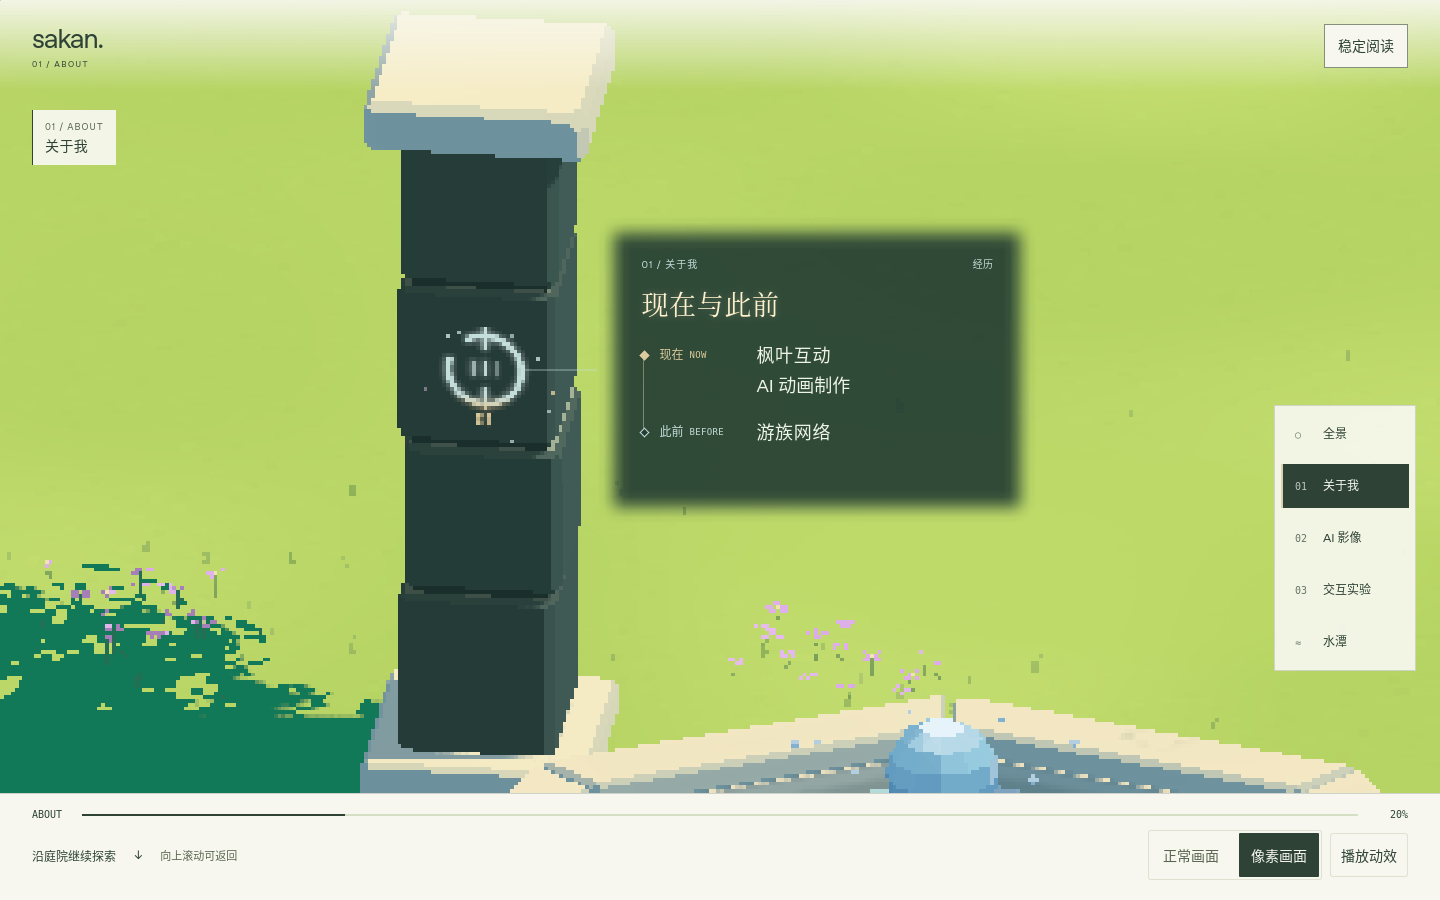 sakan.
01 / ABOUT
稳定阅读
01 / ABOUT
关于我
01 / 关于我
经历
现在与此前
现在 NOW
枫叶互动
AI 动画制作
此前 BEFORE
游族网络
全景
01 关于我
02 AI 影像
03 交互实验
≈ 水潭
ABOUT
20%
沿庭院继续探索 ↓ 向上滚动可返回
正常画面
像素画面
播放动效